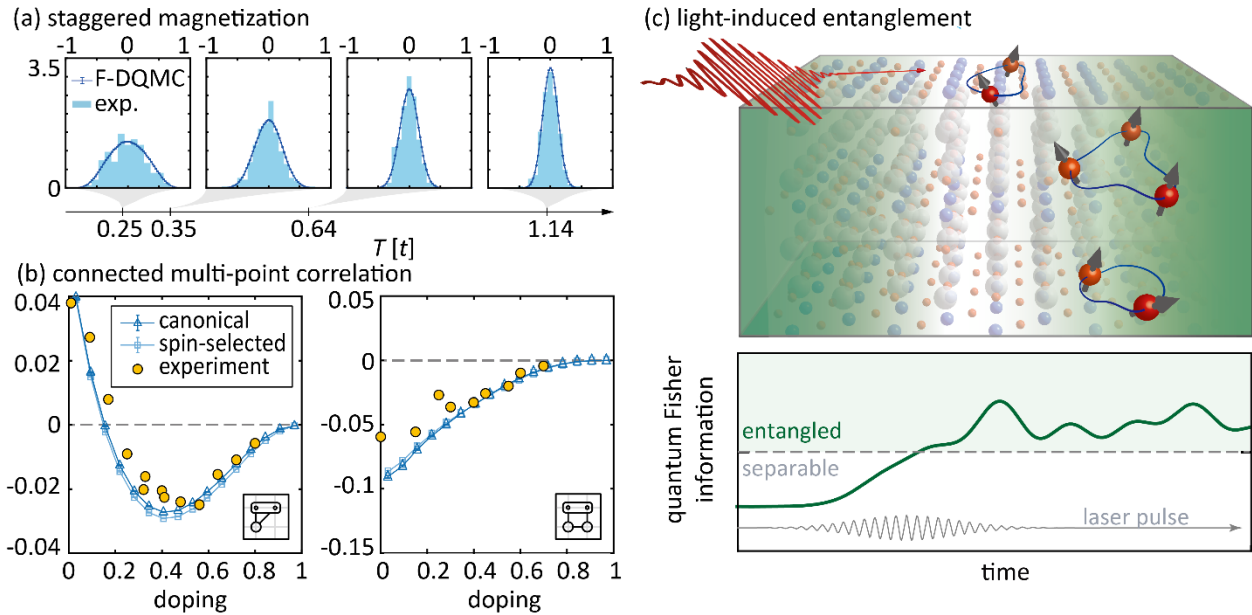 (a) staggered magnetization
-1 0 1 -1 0 1 -1 0 1 -1 0 1
3.5
F-DQMC
exp.
0
0.25 0.35 0.64 1.14
T [t]
(b) connected multi-point correlation
0.04
0.02
0
-0.02
-0.04
canonical
spin-selected
experiment
0 0.2 0.4 0.6 0.8
doping
0.05
0
-0.05
-0.1
-0.15
0 0.2 0.4 0.6 0.8 1
doping
(c) light-induced entanglement
quantum Fisher
information
entangled
separable
laser pulse
time